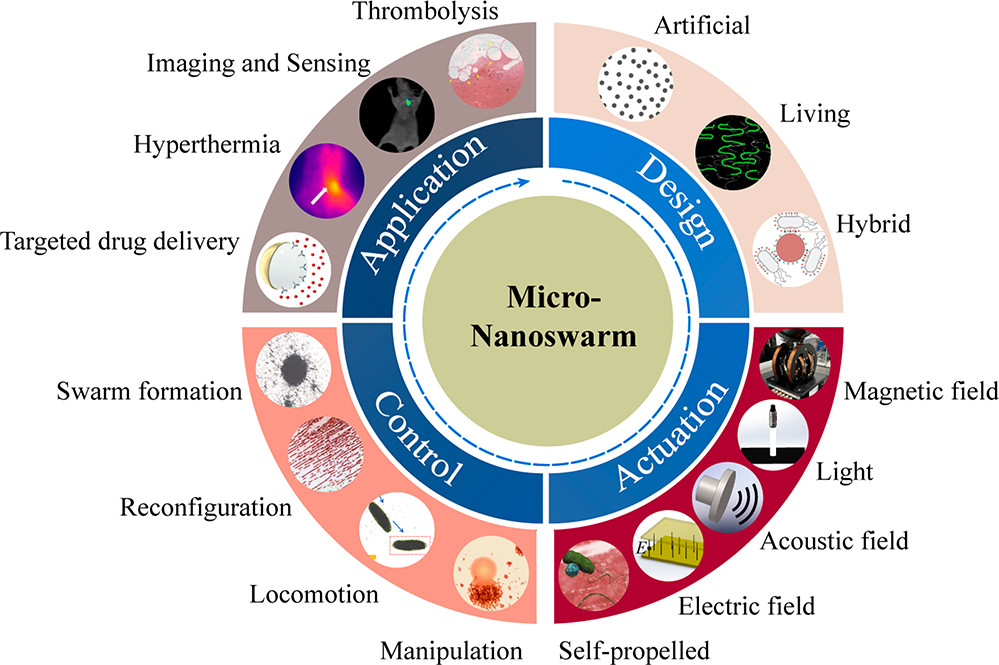 Thrombolysis
Imaging and Sensing
Hyperthermia
Targeted drug delivery
Artificial
Living
Hybrid
Application
Design
Micro-
Nanoswarm
Control
Actuation
Swarm formation
Reconfiguration
Locomotion
Manipulation
Magnetic field
Light
Acoustic field
E
Electric field
Self-propelled